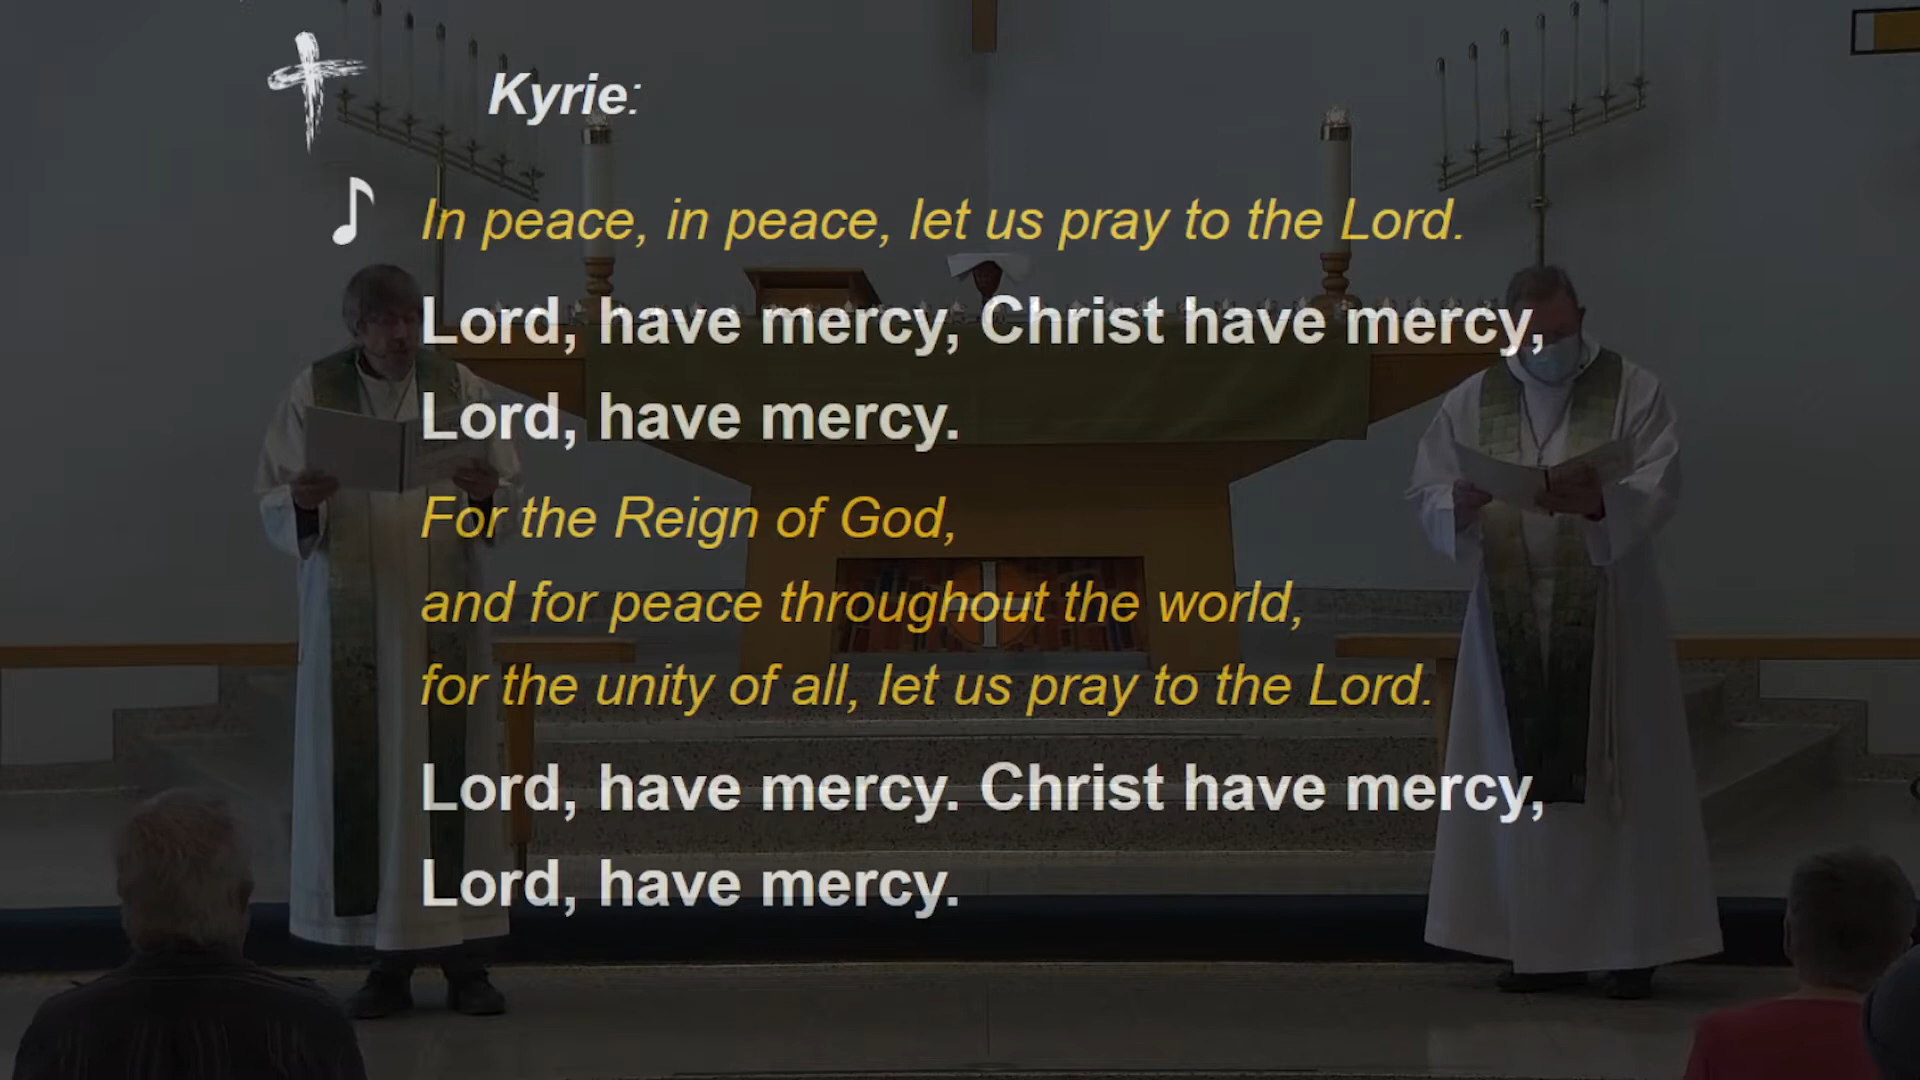 Kyrie:
In peace, in peace, let us pray to the Lord.
Lord, have mercy, Christ have mercy,
Lord, have mercy.
For the Reign of God,
and for peace throughout the world,
for the unity of all, let us pray to the Lord.
Lord, have mercy. Christ have mercy,
Lord, have mercy.